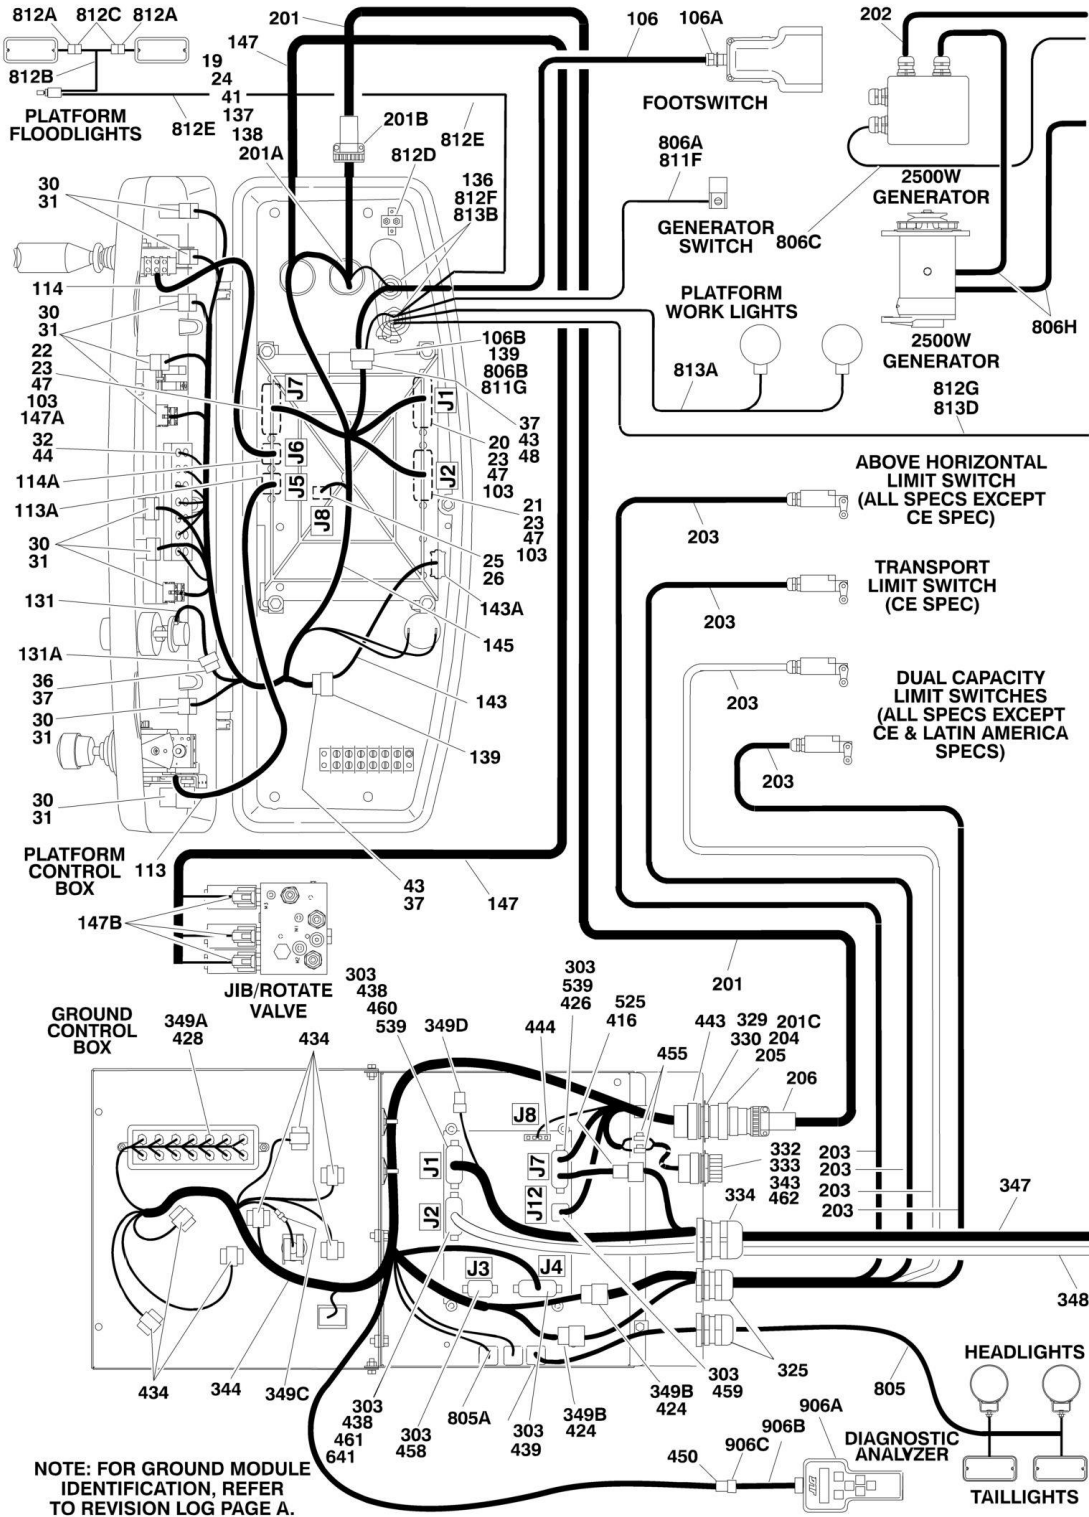 812A 812C 812A
812B
PLATFORM
FLOODLIGHTS
812E
19
24
41
137
138
201A
147
201
201B
812D
812E
106
106A
FOOTSWITCH
202
2500W
GENERATOR
806C
806A
811F
GENERATOR
SWITCH
136
812F
813B
PLATFORM
WORK LIGHTS
813A
2500W
GENERATOR
806H
812G
813D
30
31
114
30
31
22
23
47
103
147A
32
44
114A
113A
30
31
131
131A
36
37
30
31
30
31
PLATFORM
CONTROL
BOX
113
J7
J6
J5
J8
J1
J2
106B
139
806B
811G
37
43
48
20
23
47
103
21
23
47
103
25
26
143A
145
143
139
43
37
147
147B
JIB/ROTATE
VALVE
ABOVE HORIZONTAL
LIMIT SWITCH
(ALL SPECS EXCEPT
CE SPEC)
203
TRANSPORT
LIMIT SWITCH
(CE SPEC)
203
DUAL CAPACITY
LIMIT SWITCHES
(ALL SPECS EXCEPT
CE & LATIN AMERICA
SPECS)
203
203
201
GROUND
CONTROL
BOX
349A
428
434
303
438
460
539
349D
444
303
539
426
525
416
455
443
329
330
201C
204
205
206
J8
J7
J12
J1
J2
J3
J4
332
333
343
462
334
203
203
203
203
347
348
325
434
344
349C
303
438
461
641
303
458
805A
303
439
349B
424
349B
424
303
459
805
HEADLIGHTS
TAILLIGHTS
450
906C
906B
906A
DIAGNOSTIC
ANALYZER
NOTE: FOR GROUND MODULE
IDENTIFICATION, REFER
TO REVISION LOG PAGE A.